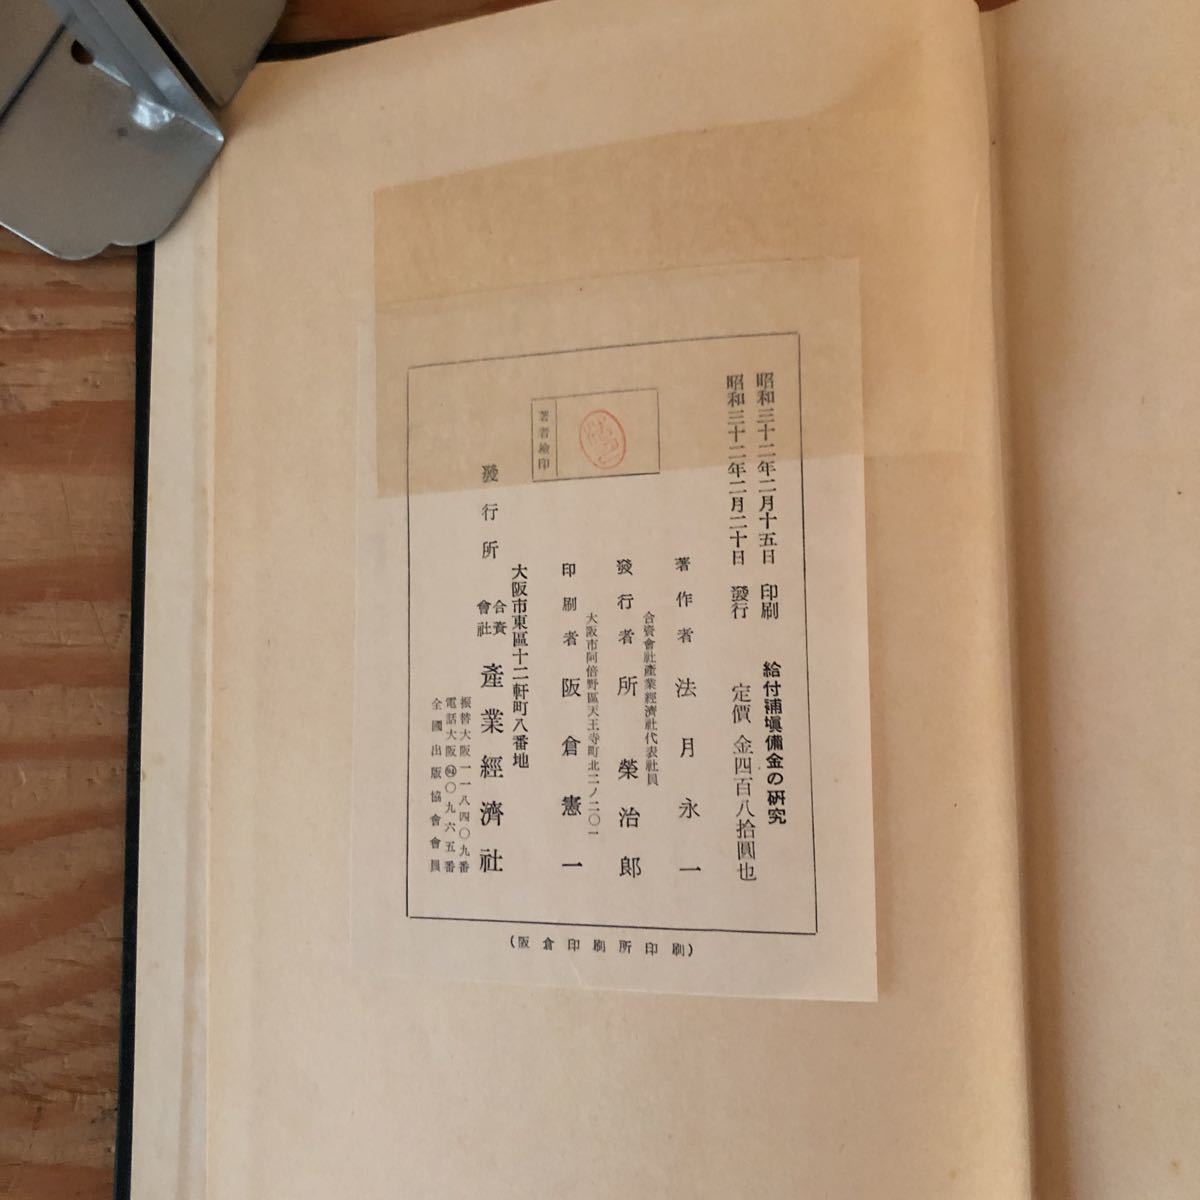 昭和三十二年二月十五日 印刷
昭和三十二年二月二十日 發行
給付補塡備金の硏究
定價 金四百八拾圓也
著者檢印
著作者 法月永一
合資會社產業經濟社代表社員
發行者 所榮治郎
大阪市阿倍野區天王寺町北二ノ二〇一
印刷者 阪倉憲一
大阪市東區十二軒町八番地
發行所 合資會社 產業經濟社
振替大阪一一八四〇九番
電話大阪94〇九六五番
全國出版協會會員
(阪倉印刷所印刷)